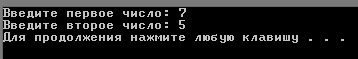 Введите первое число: 7
Введите второе число: 5
Для продолжения нажмите любую клавишу . . .